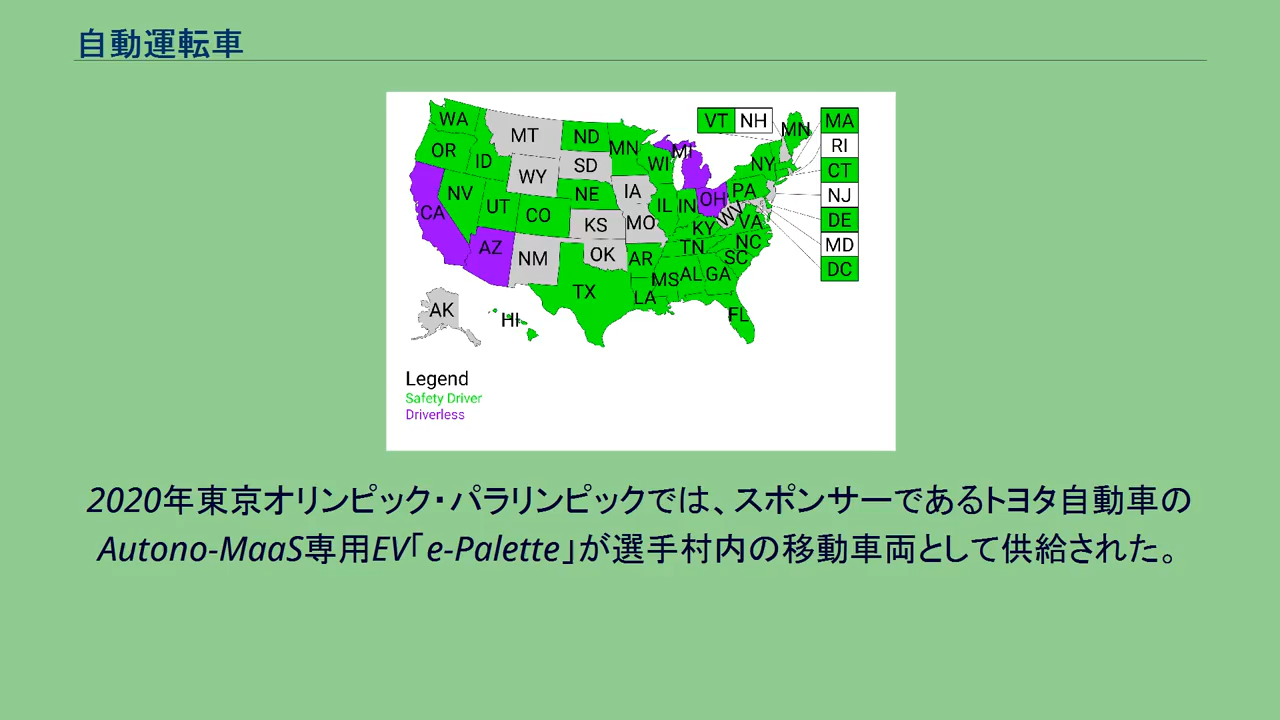 自動運転車
WA
MT
ND
MN
VT
NH
MN
MA
OR
ID
SD
WI
MI
NY
RI
WY
CT
NV
NE
IA
PA
NJ
CA
UT
CO
IL
IN
OH
WV
DE
KS
MO
KY
VA
MD
AZ
NM
OK
AR
TN
NC
SC
DC
TX
MS
AL
GA
LA
AK
HI
FL
Legend
Safety Driver
Driverless
2020年東京オリンピック・パラリンピックでは、スポンサーであるトヨタ自動車の
Autono-MaaS専用EV「e-Palette」が選手村内の移動車両として供給された。